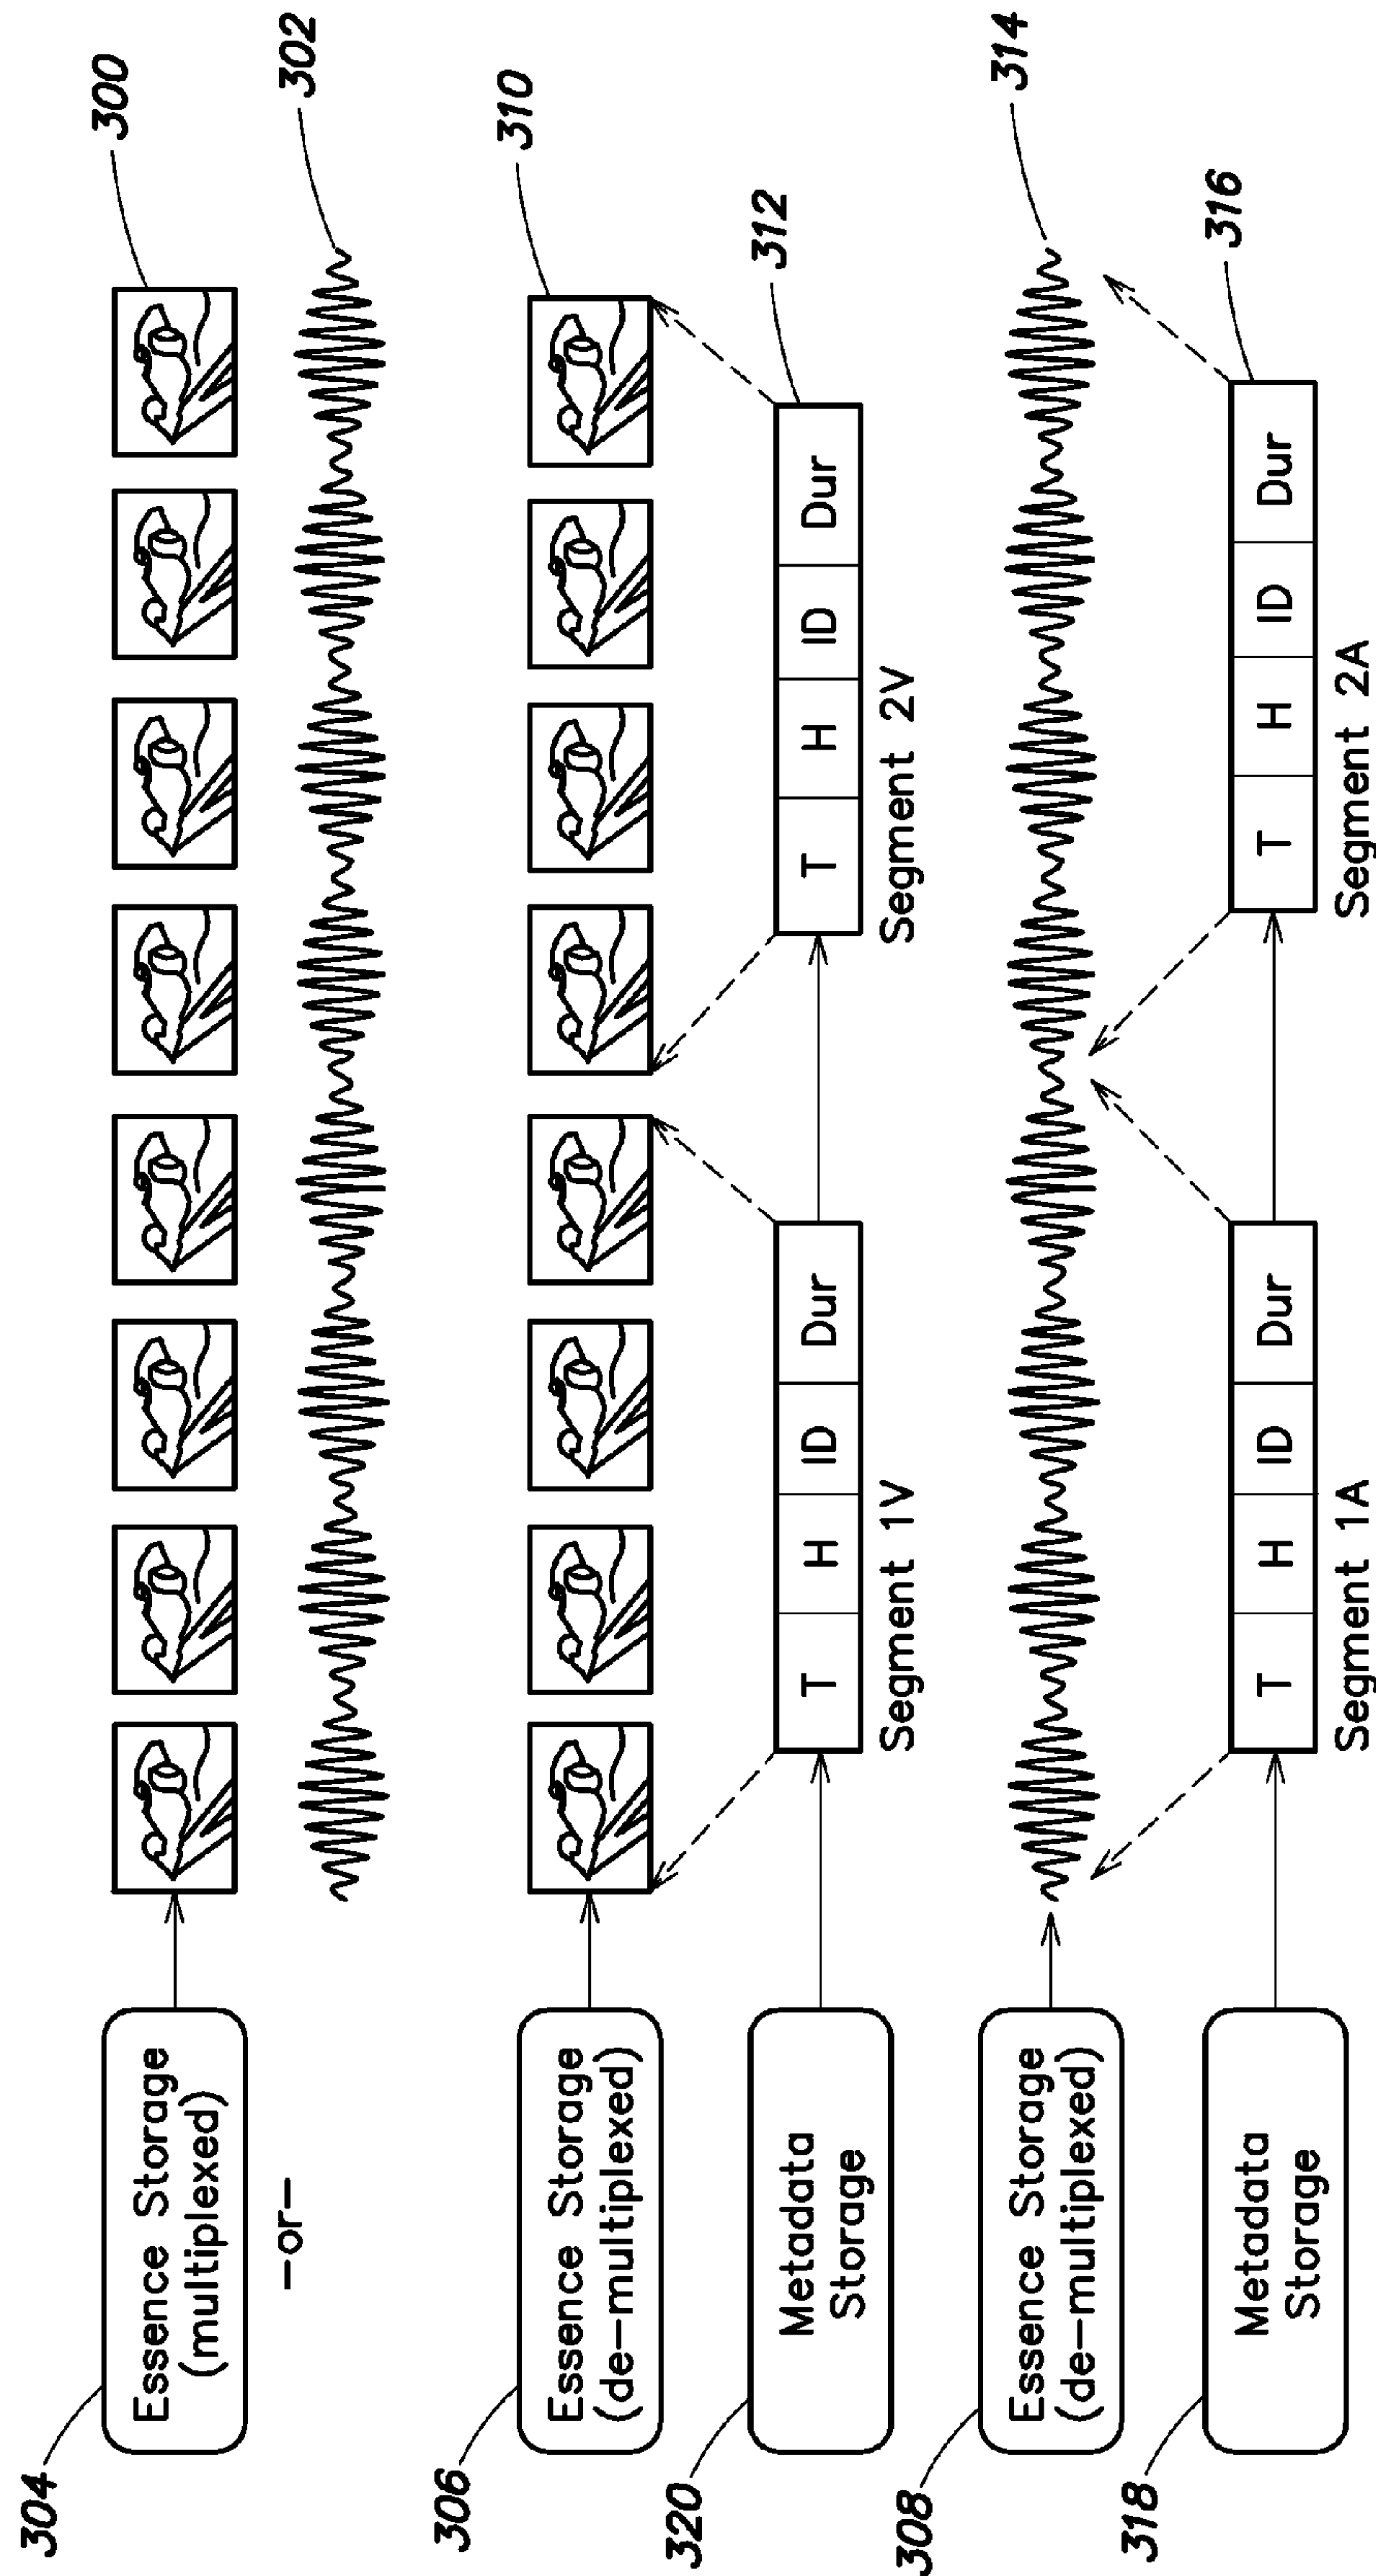 304
Essence Storage
(multiplexed)
300
302
-or-
306
Essence Storage
(de-multiplexed)
310
320
Metadata
Storage
T H ID Dur
Segment 1V
T H ID Dur
Segment 2V
312
308
Essence Storage
(de-multiplexed)
314
318
Metadata
Storage
T H ID Dur
Segment 1A
T H ID Dur
Segment 2A
316